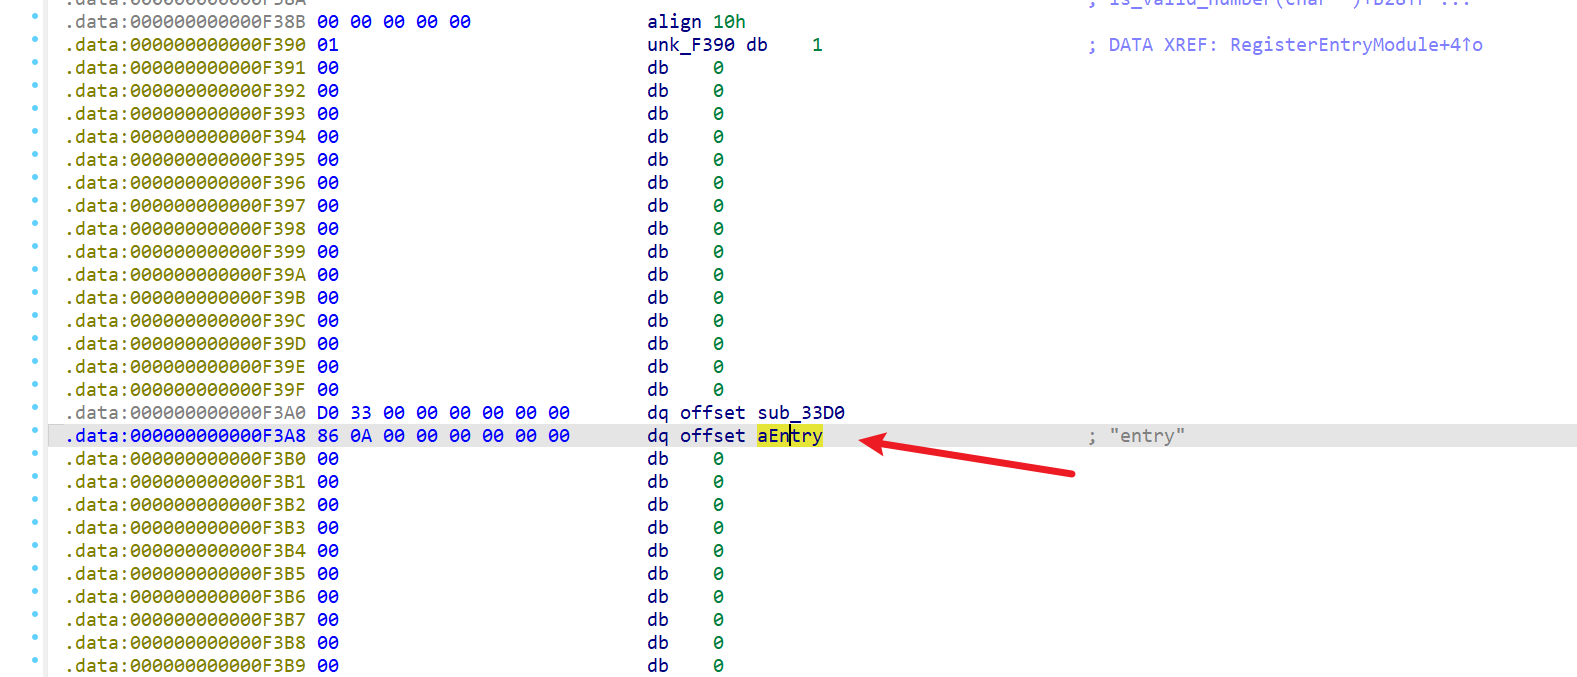 .data:000000000000F38B 00 00 00 00 00 align 10h
.data:000000000000F390 01 unk_F390 db 1 ; DATA XREF: RegisterEntryModule+4↑o
.data:000000000000F391 00 db 0
.data:000000000000F392 00 db 0
.data:000000000000F393 00 db 0
.data:000000000000F394 00 db 0
.data:000000000000F395 00 db 0
.data:000000000000F396 00 db 0
.data:000000000000F397 00 db 0
.data:000000000000F398 00 db 0
.data:000000000000F399 00 db 0
.data:000000000000F39A 00 db 0
.data:000000000000F39B 00 db 0
.data:000000000000F39C 00 db 0
.data:000000000000F39D 00 db 0
.data:000000000000F39E 00 db 0
.data:000000000000F39F 00 db 0
.data:000000000000F3A0 D0 33 00 00 00 00 00 00 dq offset sub_33D0
.data:000000000000F3A8 86 0A 00 00 00 00 00 00 dq offset aEntry ; "entry"
.data:000000000000F3B0 00 db 0
.data:000000000000F3B1 00 db 0
.data:000000000000F3B2 00 db 0
.data:000000000000F3B3 00 db 0
.data:000000000000F3B4 00 db 0
.data:000000000000F3B5 00 db 0
.data:000000000000F3B6 00 db 0
.data:000000000000F3B7 00 db 0
.data:000000000000F3B8 00 db 0
.data:000000000000F3B9 00 db 0